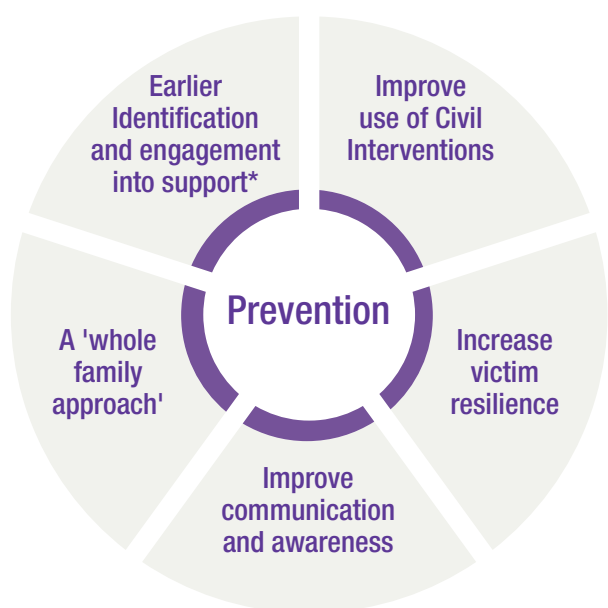 Earlier
Identification
and engagement
into support*
Improve
use of Civil
Interventions
Prevention
A 'whole
family
approach'
Increase
victim
resilience
Improve
communication
and awareness